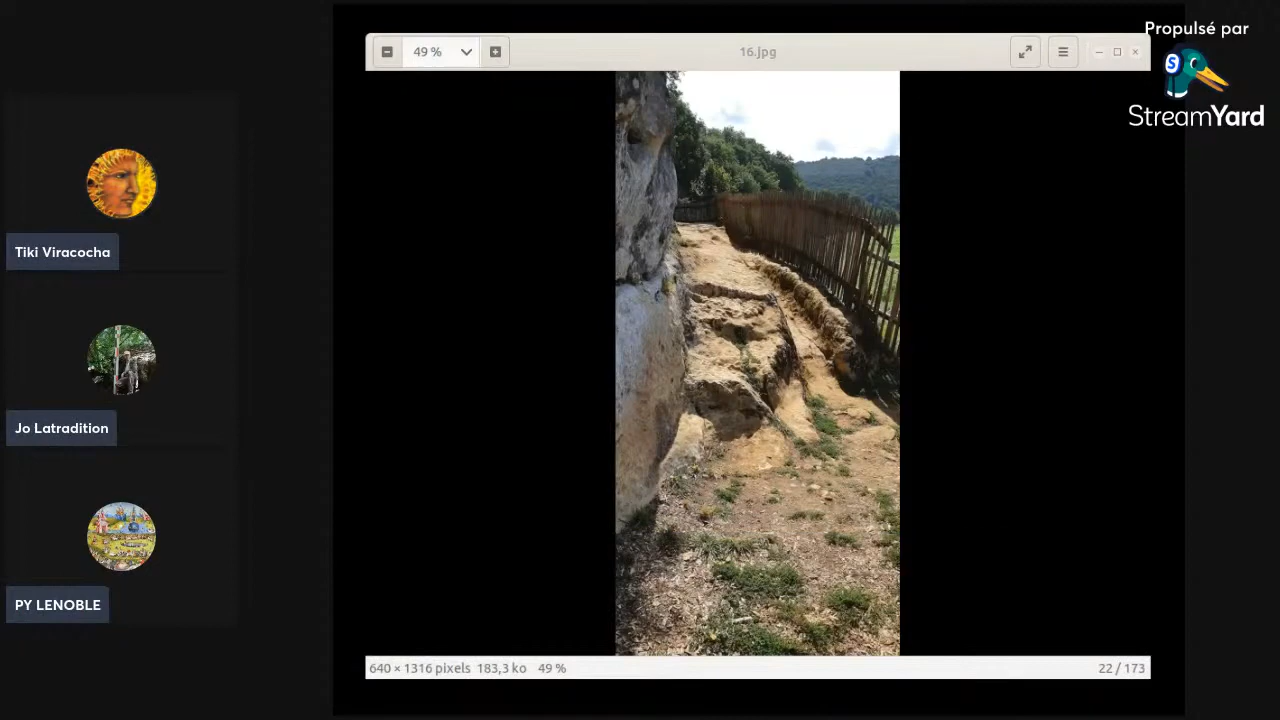 Propulsé par
StreamYard
49 %
16.jpg
Tiki Viracocha
Jo Latradition
PY LENOBLE
640 × 1316 pixels 183,3 ko 49 %
22 / 173